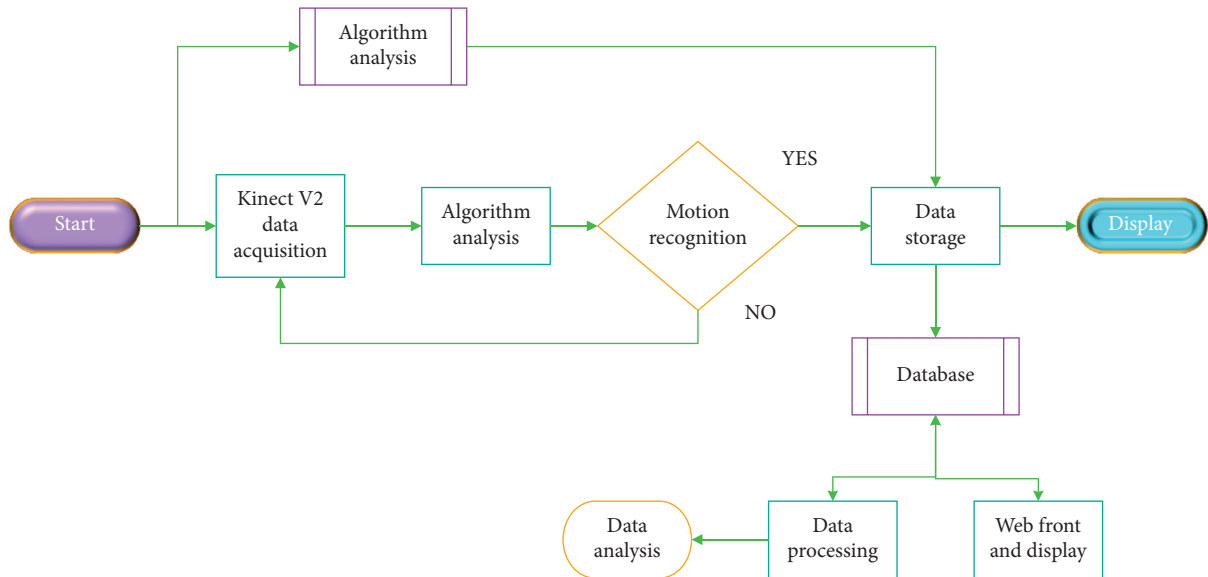 Algorithm
analysis
YES
Start
Kinect V2
data
acquisition
Algorithm
analysis
Motion
recognition
Data
storage
Display
NO
Database
Data
analysis
Data
processing
Web front
and display